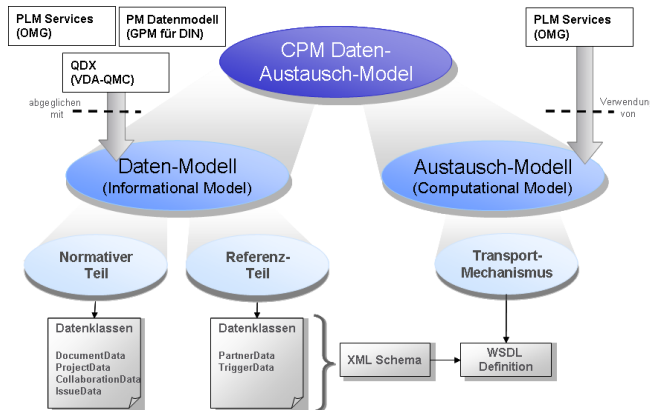 PLM Services
(OMG)
PM Datenmodell
(GPM für DIN)
QDX
(VDA-QMC)
abgeglichen
mit
CPM Daten-
Austausch-Model
PLM Services
(OMG)
Verwendun
von
Daten-Modell
(Informational Model)
Austausch-Modell
(Computational Model)
Normativer
Teil
Referenz-
Teil
Transport-
Mechanismus
Datenklassen
DocumentData
ProjectData
CollaborationData
IssueData
Datenklassen
PartnerData
TriggerData
XML Schema
WSDL
Definition